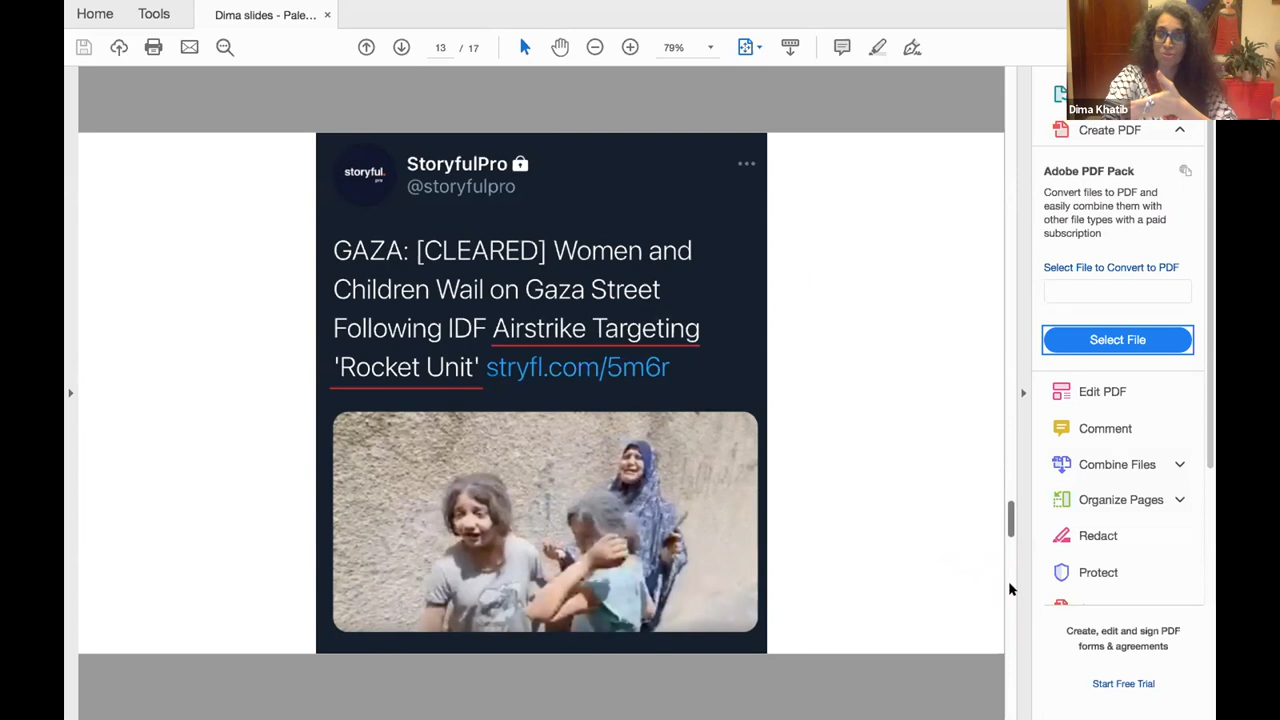 Home
Tools
Dima slides - Pale...
×
13 / 17
79%
Dima Khatib
storyful.
pro
StoryfulPro
@storyfulpro
GAZA: [CLEARED] Women and
Children Wail on Gaza Street
Following IDF Airstrike Targeting
'Rocket Unit' stryfl.com/5m6r
Create PDF
Adobe PDF Pack
Convert files to PDF and
easily combine them with
other file types with a paid
subscription
Select File to Convert to PDF
Select File
Edit PDF
Comment
Combine Files
Organize Pages
Redact
Protect
Create, edit and sign PDF
forms & agreements
Start Free Trial